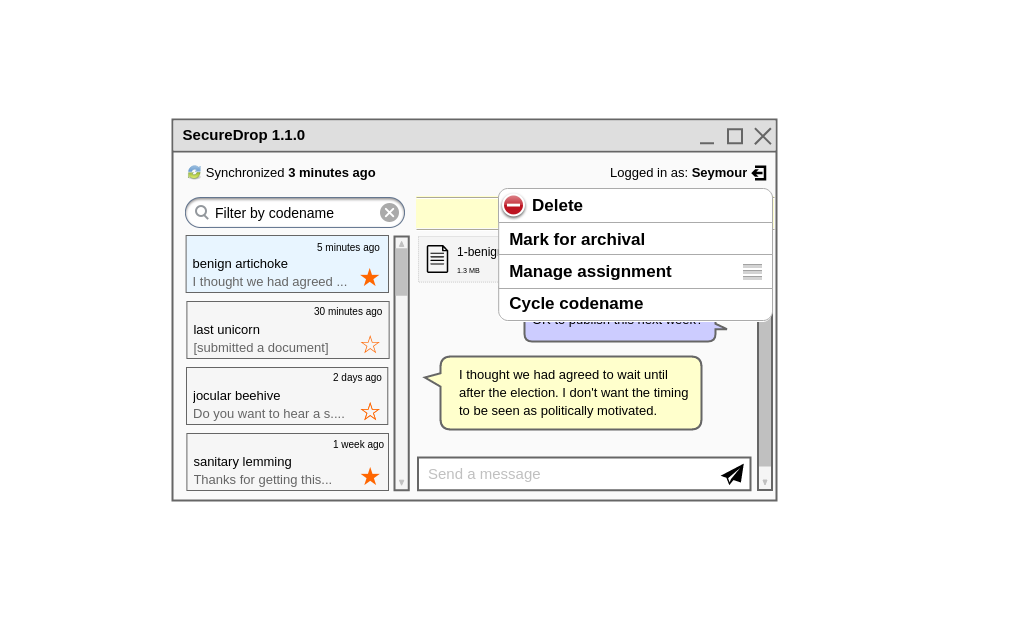 SecureDrop 1.1.0
Synchronized 3 minutes ago
Logged in as: Seymour
Filter by codename
5 minutes ago
benign artichoke
I thought we had agreed ...
30 minutes ago
last unicorn
[submitted a document]
2 days ago
jocular beehive
Do you want to hear a s....
1 week ago
sanitary lemming
Thanks for getting this...
Delete
Mark for archival
Manage assignment
Cycle codename
1-benig
1.3 MB
OK to publish this next week?
I thought we had agreed to wait until
after the election. I don't want the timing
to be seen as politically motivated.
Send a message